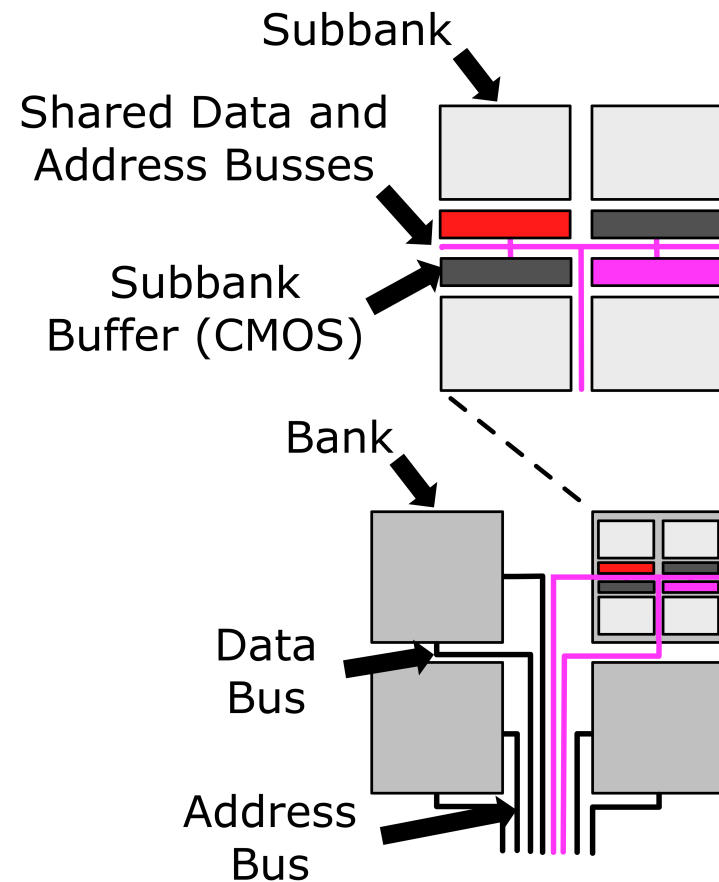 Subbank
Shared Data and
Address Busses
Subbank
Buffer (CMOS)
Bank
Data
Bus
Address
Bus